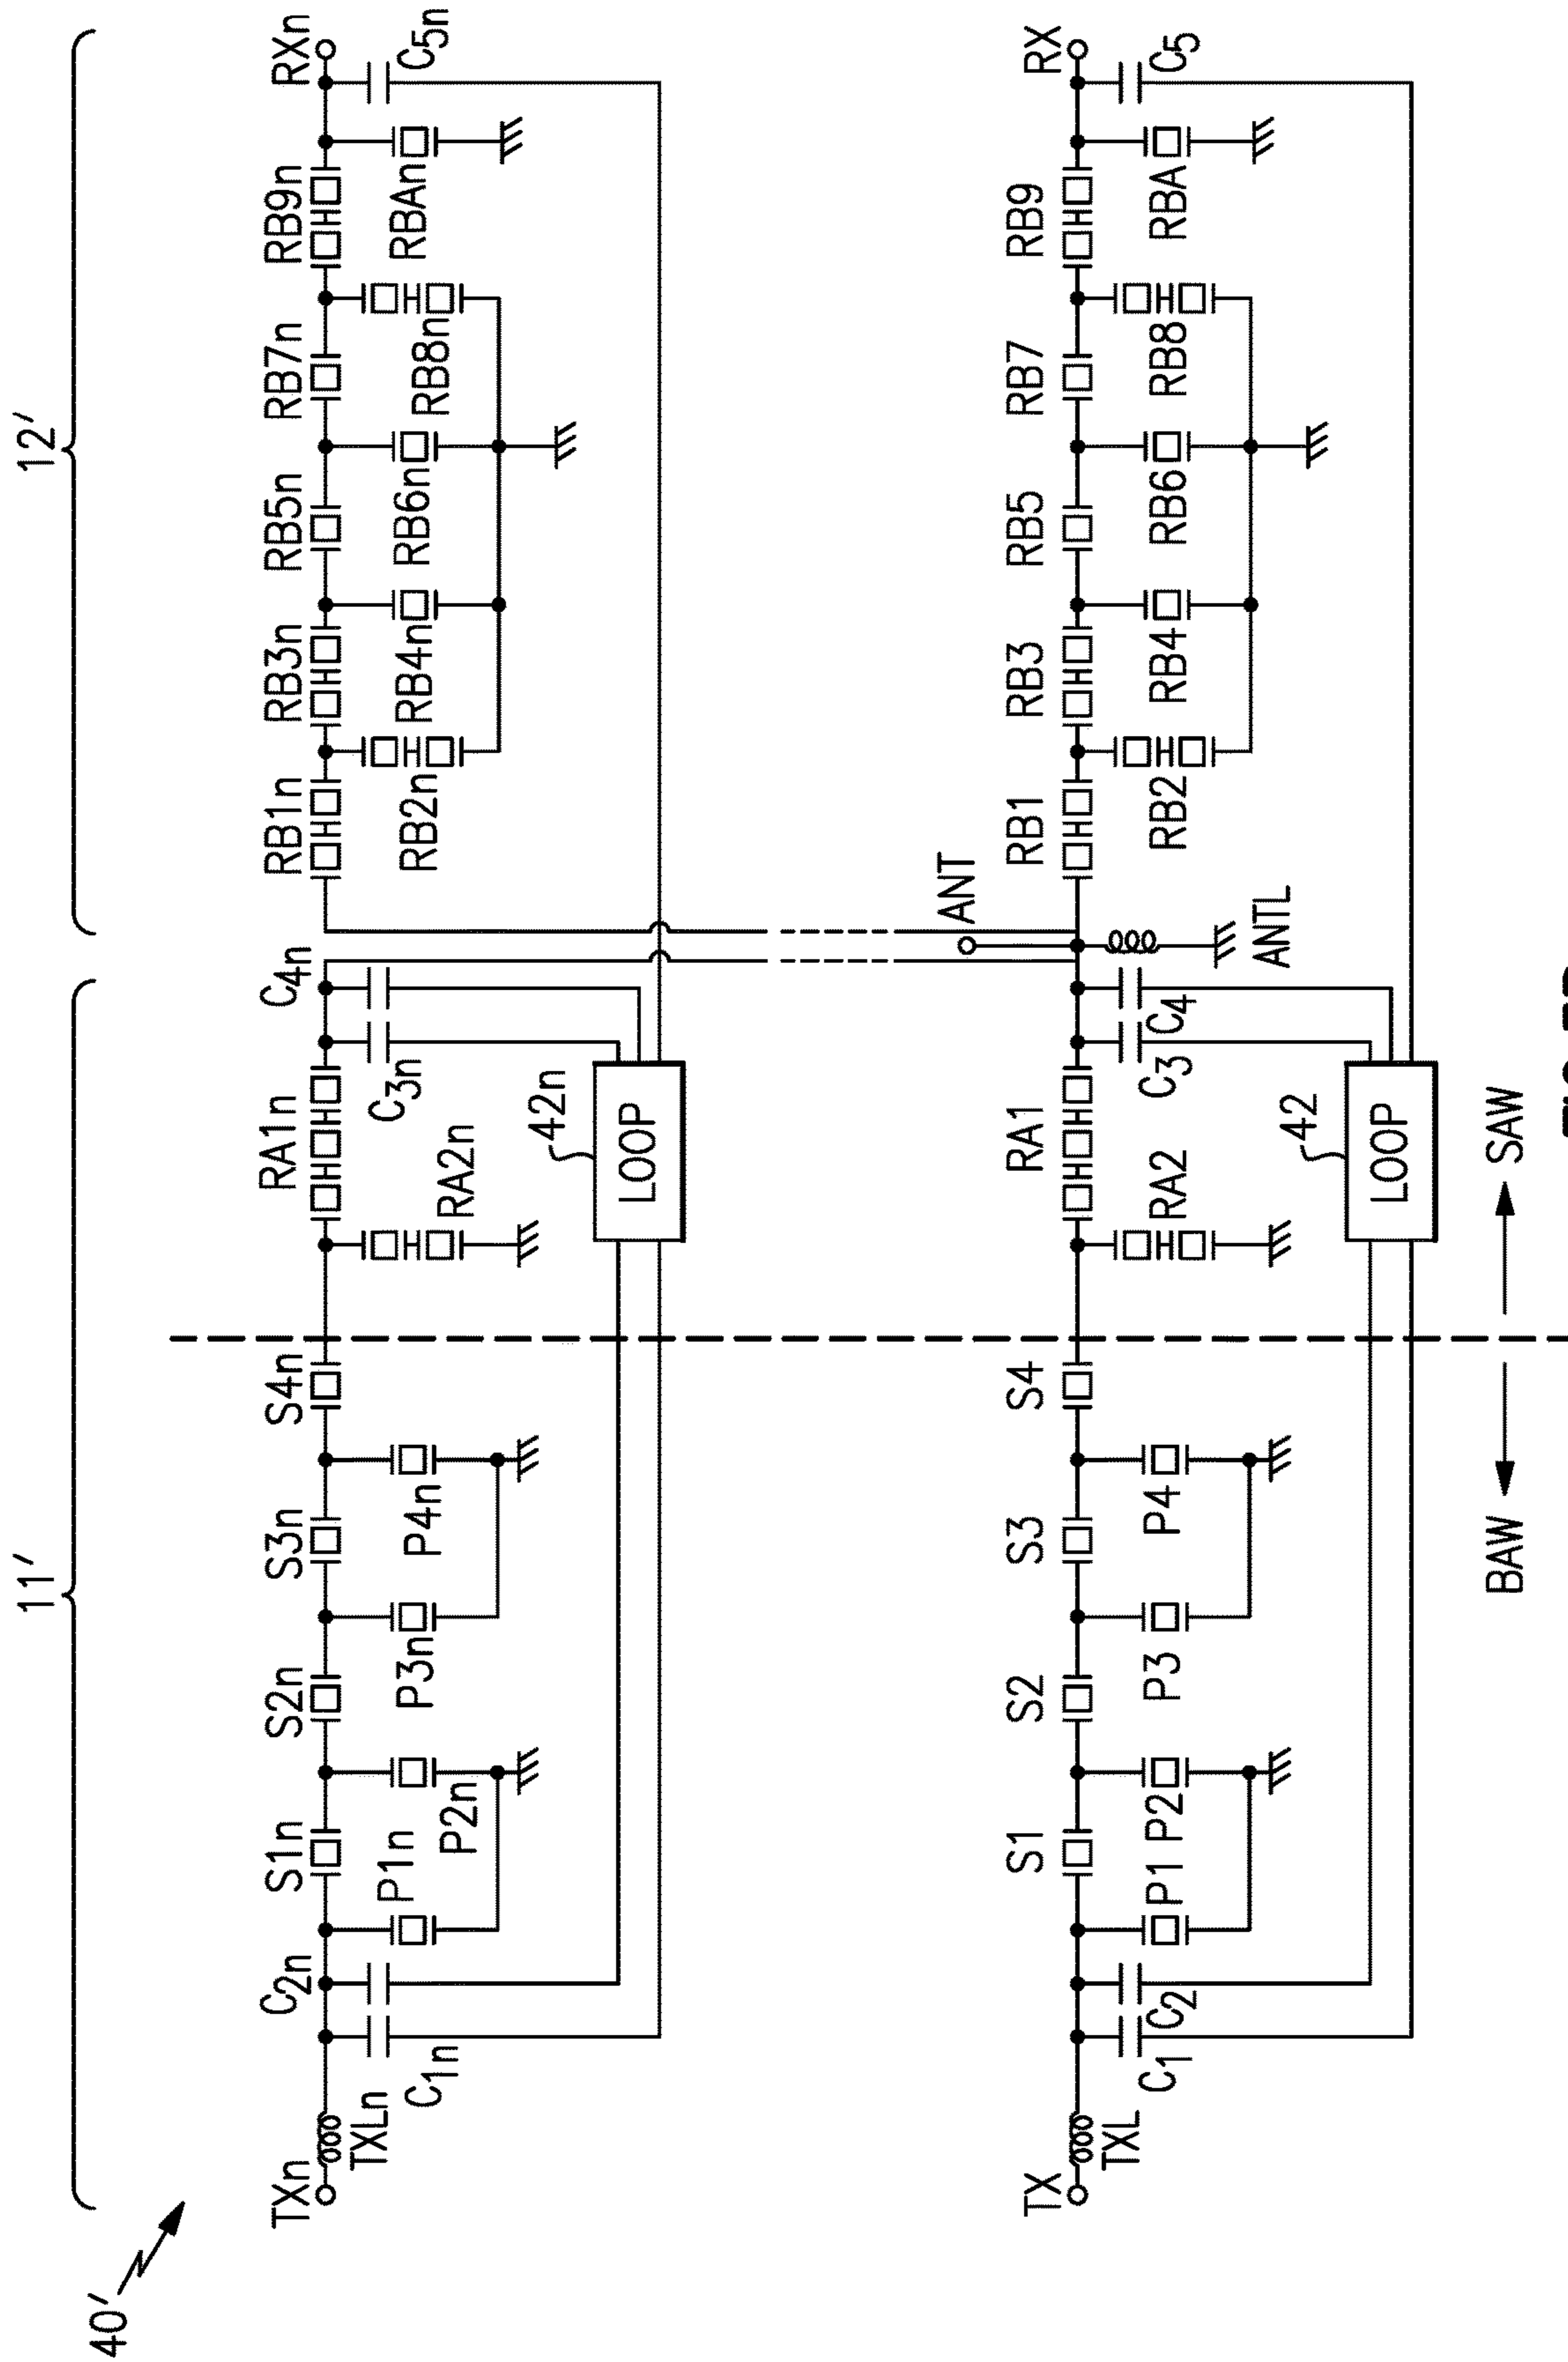 40'
11'
12'
TXn
TXLn
C1n
C2n
P1n
S1n
P2n
S2n
P3n
S3n
P4n
S4n
RA2n
RA1n
C3n
C4n
42n
LOOP
RB1n
RB2n
RB3n
RB4n
RB5n
RB6n
RB7n
RB8n
RB9n
RBAn
RXn
C5n
TX
TXL
C1
C2
P1
S1
P2
S2
P3
S3
P4
S4
RA2
RA1
C3
C4
42
LOOP
ANT
ANTL
RB1
RB2
RB3
RB4
RB5
RB6
RB7
RB8
RB9
RBA
RX
C5
BAW
SAW